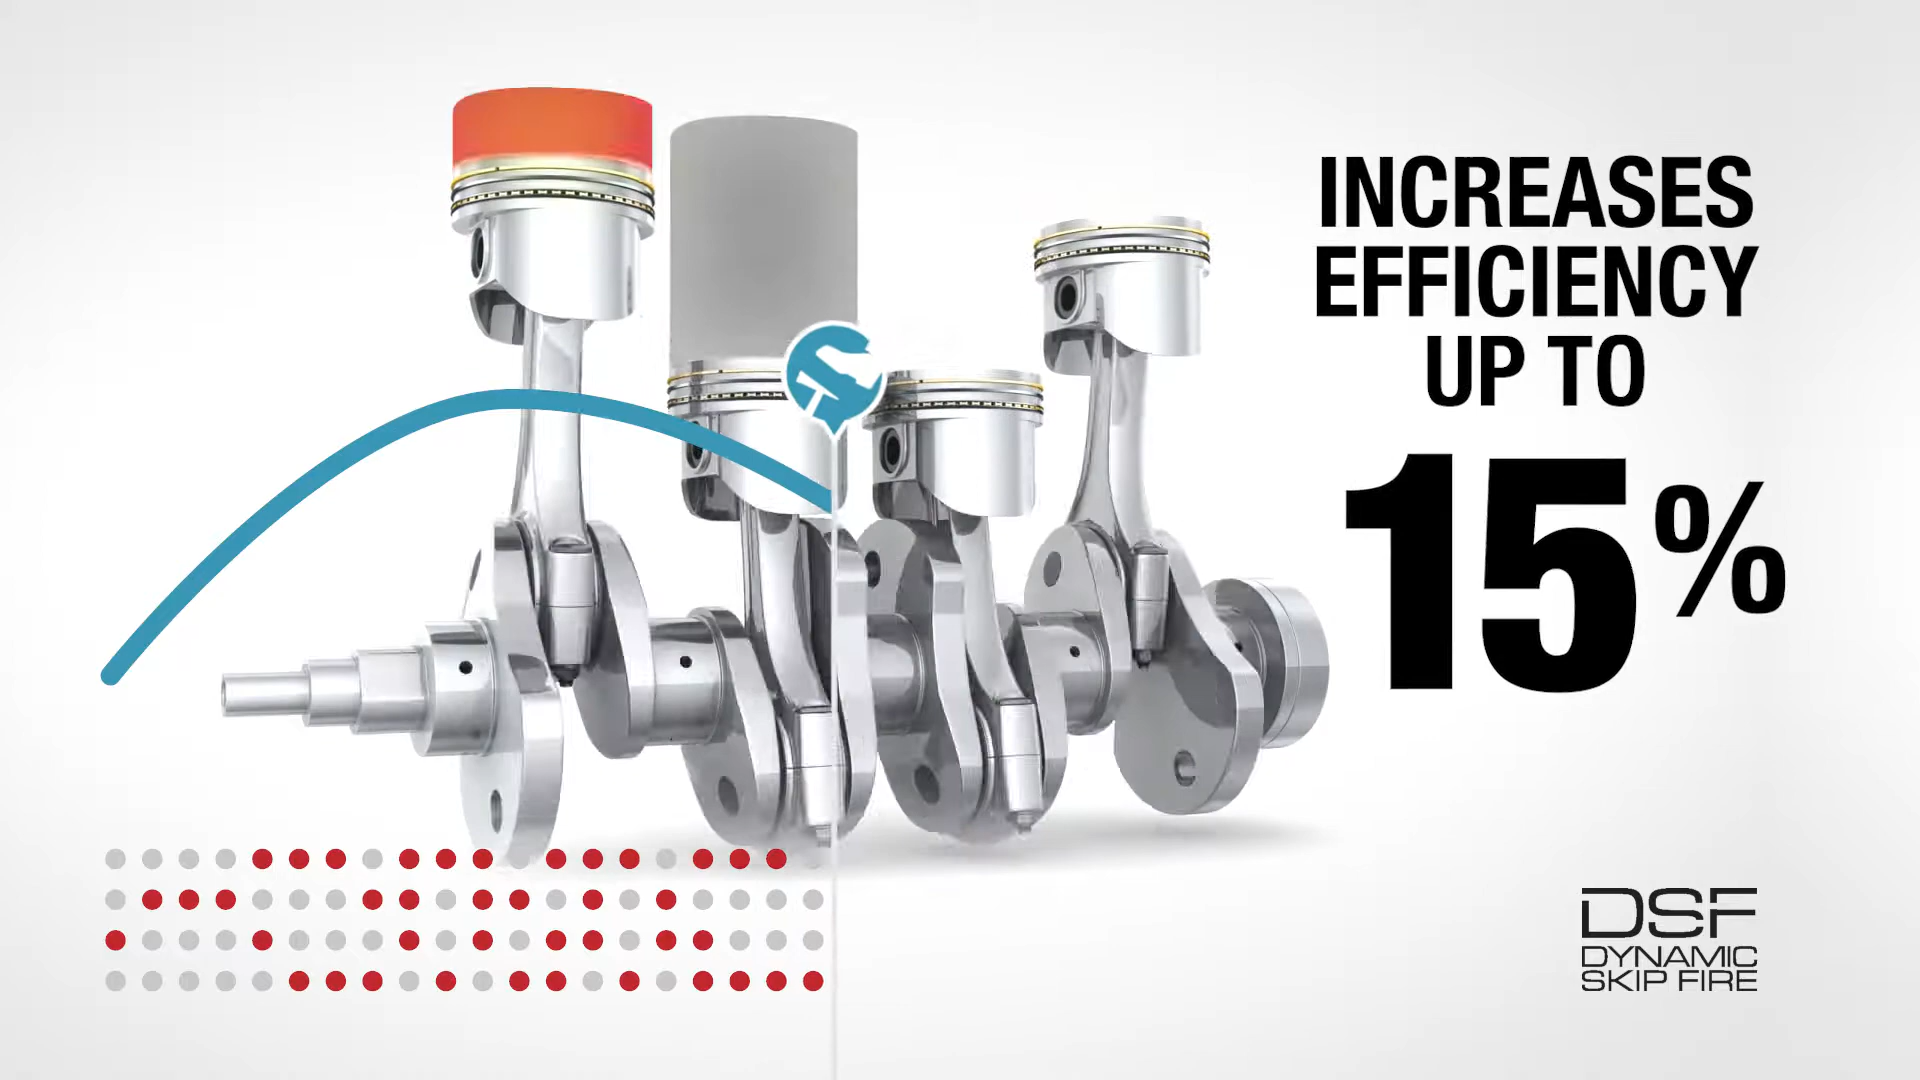 INCREASES
EFFICIENCY
UP TO
15%
DSF
DYNAMIC
SKIP FIRE